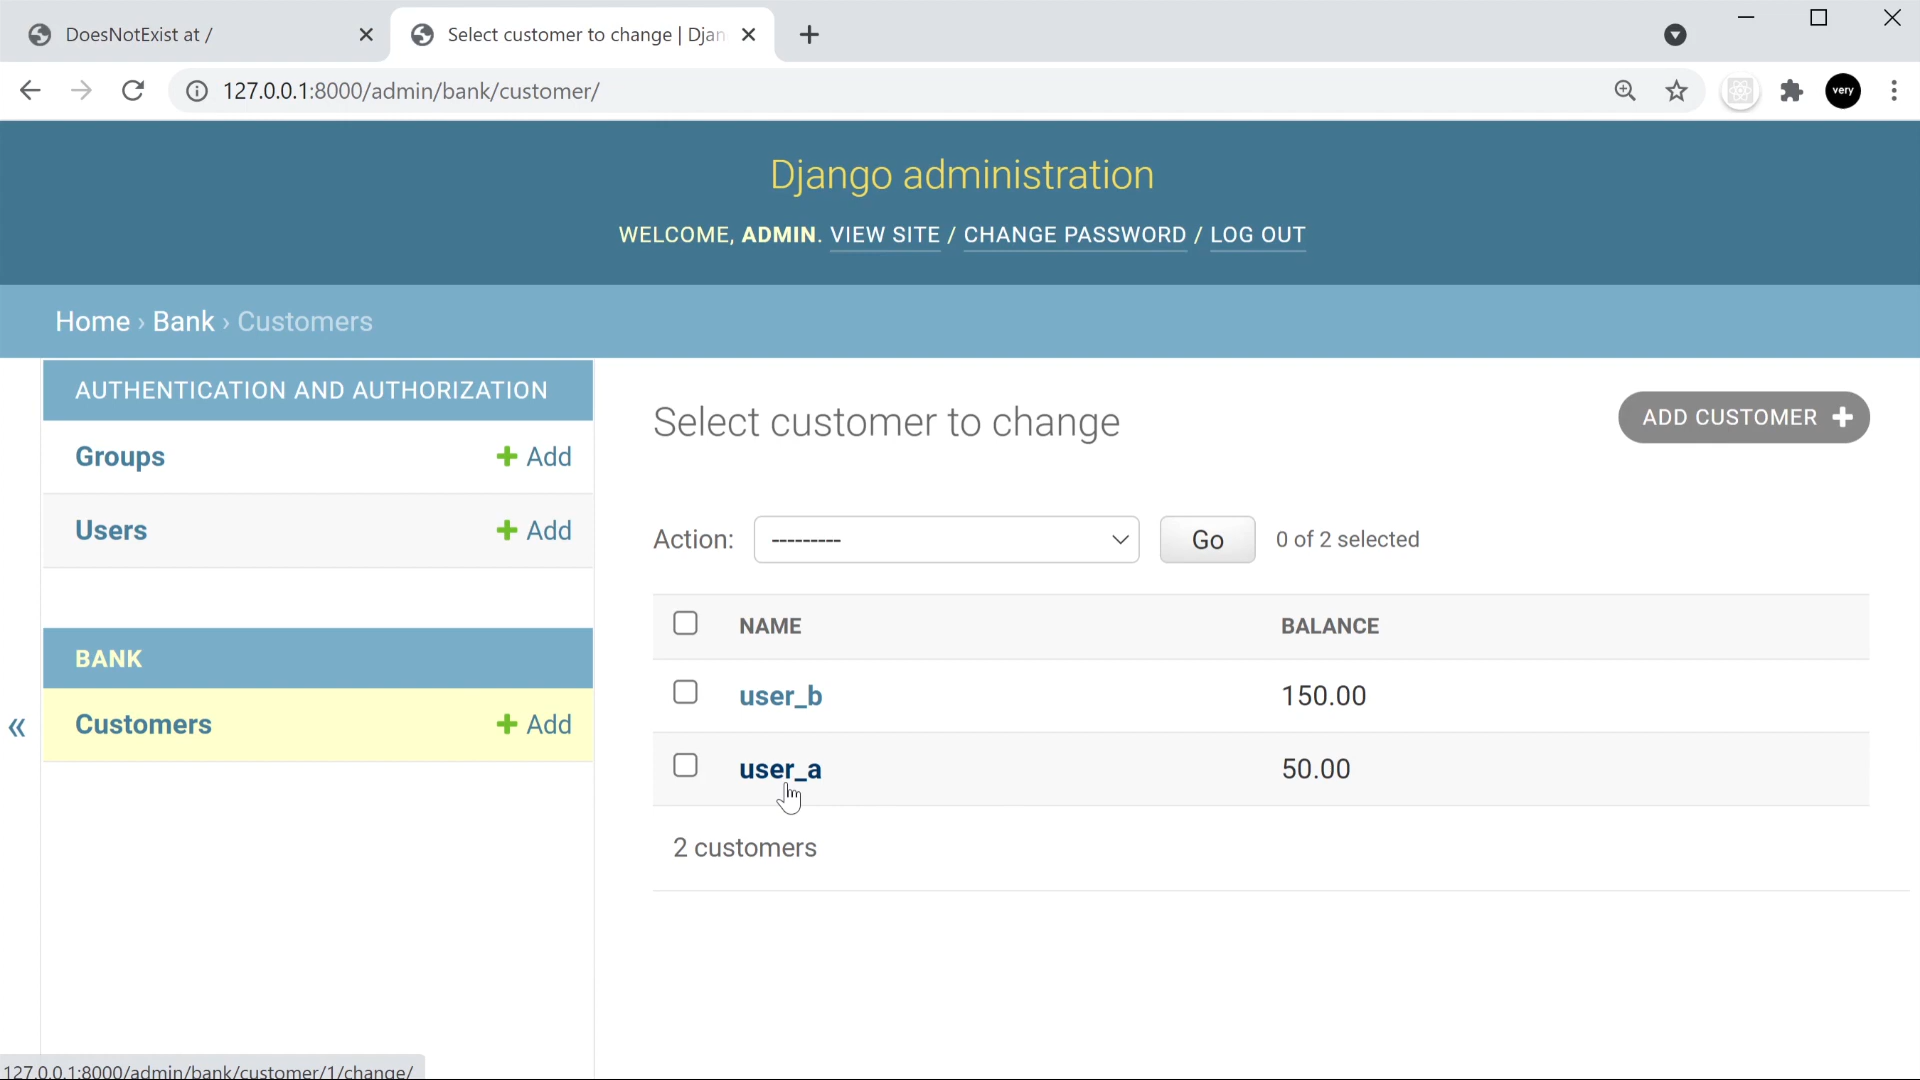 DoesNotExist at /
Select customer to change | Djan
127.0.0.1:8000/admin/bank/customer/
very
Django administration
WELCOME, ADMIN. VIEW SITE / CHANGE PASSWORD / LOG OUT
Home › Bank › Customers
AUTHENTICATION AND AUTHORIZATION
Groups + Add
Users + Add
BANK
Customers + Add
«
Select customer to change
ADD CUSTOMER +
Action: --------- Go 0 of 2 selected
NAME BALANCE
user_b 150.00
user_a 50.00
2 customers
127.0.0.1:8000/admin/bank/customer/1/change/